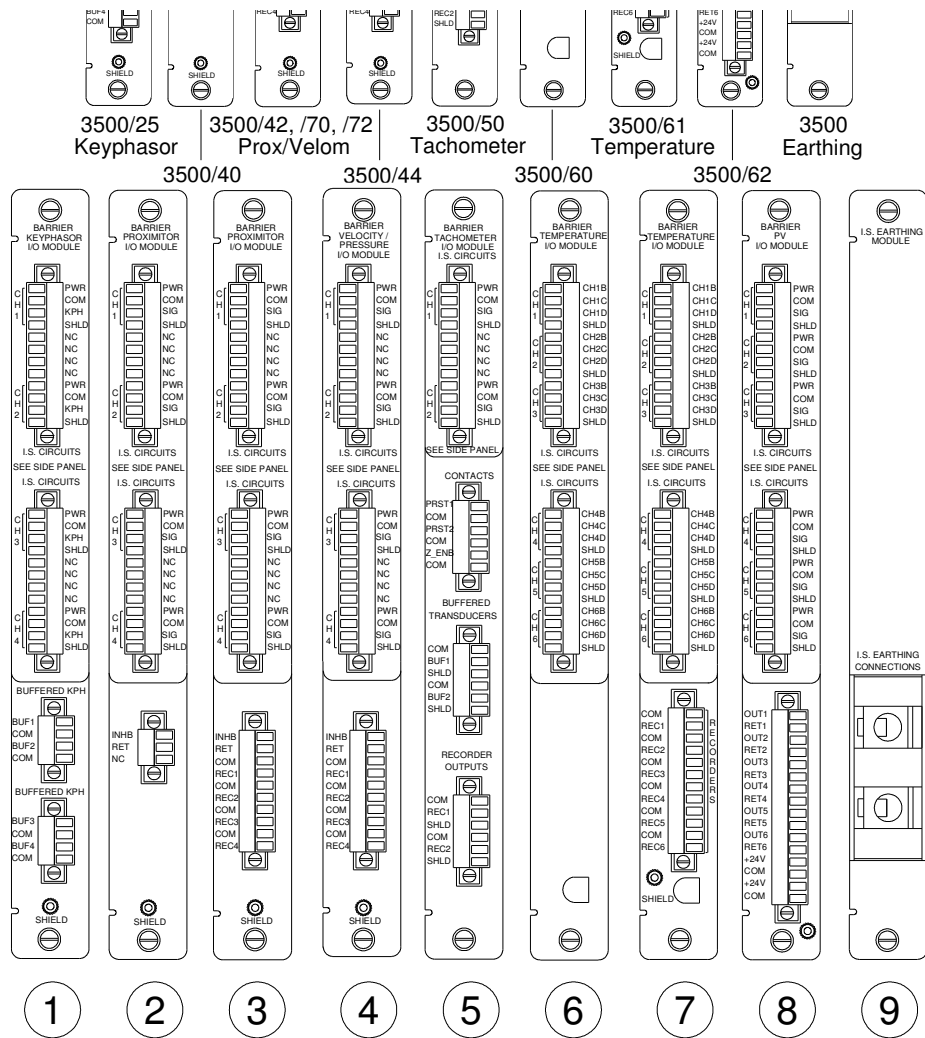 BUF4
COM
SHIELD
SHIELD
REC4
SHIELD
REC4
SHIELD
REC2
SHLD
REC6
SHIELD
RET6
+24V
COM
+24V
COM
3500/25
Keyphasor
3500/42, /70, /72
Prox/Velom
3500/50
Tachometer
3500/61
Temperature
3500
Earthing
3500/40
3500/44
3500/60
3500/62
BARRIER
KEYPHASOR
I/O MODULE
CH1
PWR
COM
KPH
SHLD
NC
NC
NC
NC
CH2
PWR
COM
KPH
SHLD
I.S. CIRCUITS
SEE SIDE PANEL
I.S. CIRCUITS
CH3
PWR
COM
KPH
SHLD
NC
NC
NC
NC
CH4
PWR
COM
KPH
SHLD
BUFFERED KPH
BUF1
COM
BUF2
COM
BUFFERED KPH
BUF3
COM
BUF4
COM
SHIELD
1
BARRIER
PROXIMITOR
I/O MODULE
CH1
PWR
COM
SIG
SHLD
NC
NC
NC
NC
CH2
PWR
COM
SIG
SHLD
I.S. CIRCUITS
SEE SIDE PANEL
I.S. CIRCUITS
CH3
PWR
COM
SIG
SHLD
NC
NC
NC
NC
CH4
PWR
COM
SIG
SHLD
INHB
RET
NC
SHIELD
2
BARRIER
PROXIMITOR
I/O MODULE
CH1
PWR
COM
SIG
SHLD
NC
NC
NC
NC
CH2
PWR
COM
SIG
SHLD
I.S. CIRCUITS
SEE SIDE PANEL
I.S. CIRCUITS
CH3
PWR
COM
SIG
SHLD
NC
NC
NC
NC
CH4
PWR
COM
SIG
SHLD
INHB
RET
COM
REC1
COM
REC2
COM
REC3
COM
REC4
SHIELD
3
BARRIER
VELOCITY /
PRESSURE
I/O MODULE
CH1
PWR
COM
SIG
SHLD
NC
NC
NC
NC
CH2
PWR
COM
SIG
SHLD
I.S. CIRCUITS
SEE SIDE PANEL
I.S. CIRCUITS
CH3
PWR
COM
SIG
SHLD
NC
NC
NC
NC
CH4
PWR
COM
SIG
SHLD
INHB
RET
COM
REC1
COM
REC2
COM
REC3
COM
REC4
SHIELD
4
BARRIER
TACHOMETER
I/O MODULE
I.S. CIRCUITS
CH1
PWR
COM
SIG
SHLD
NC
NC
NC
NC
CH2
PWR
COM
SIG
SHLD
SEE SIDE PANEL
CONTACTS
PRST1
COM
PRST2
COM
Z_ENB
COM
BUFFERED
TRANSDUCERS
COM
BUF1
SHLD
COM
BUF2
SHLD
RECORDER
OUTPUTS
COM
REC1
SHLD
COM
REC2
SHLD
5
BARRIER
TEMPERATURE
I/O MODULE
CH1
CH1B
CH1C
CH1D
SHLD
CH2
CH2B
CH2C
CH2D
SHLD
CH3
CH3B
CH3C
CH3D
SHLD
I.S. CIRCUITS
SEE SIDE PANEL
I.S. CIRCUITS
CH4
CH4B
CH4C
CH4D
SHLD
CH5
CH5B
CH5C
CH5D
SHLD
CH6
CH6B
CH6C
CH6D
SHLD
6
BARRIER
TEMPERATURE
I/O MODULE
CH1
CH1B
CH1C
CH1D
SHLD
CH2
CH2B
CH2C
CH2D
SHLD
CH3
CH3B
CH3C
CH3D
SHLD
I.S. CIRCUITS
SEE SIDE PANEL
I.S. CIRCUITS
CH4
CH4B
CH4C
CH4D
SHLD
CH5
CH5B
CH5C
CH5D
SHLD
CH6
CH6B
CH6C
CH6D
SHLD
COM
REC1
COM
REC2
COM
REC3
COM
REC4
COM
REC5
COM
REC6
RECORDERS
SHIELD
7
BARRIER
PV
I/O MODULE
CH1
PWR
COM
SIG
SHLD
CH2
PWR
COM
SIG
SHLD
CH3
PWR
COM
SIG
SHLD
I.S. CIRCUITS
SEE SIDE PANEL
I.S. CIRCUITS
CH4
PWR
COM
SIG
SHLD
CH5
PWR
COM
SIG
SHLD
CH6
PWR
COM
SIG
SHLD
OUT1
RET1
OUT2
RET2
OUT3
RET3
OUT4
RET4
OUT5
RET5
OUT6
RET6
+24V
COM
+24V
COM
8
I.S. EARTHING
MODULE
I.S. EARTHING
CONNECTIONS
9